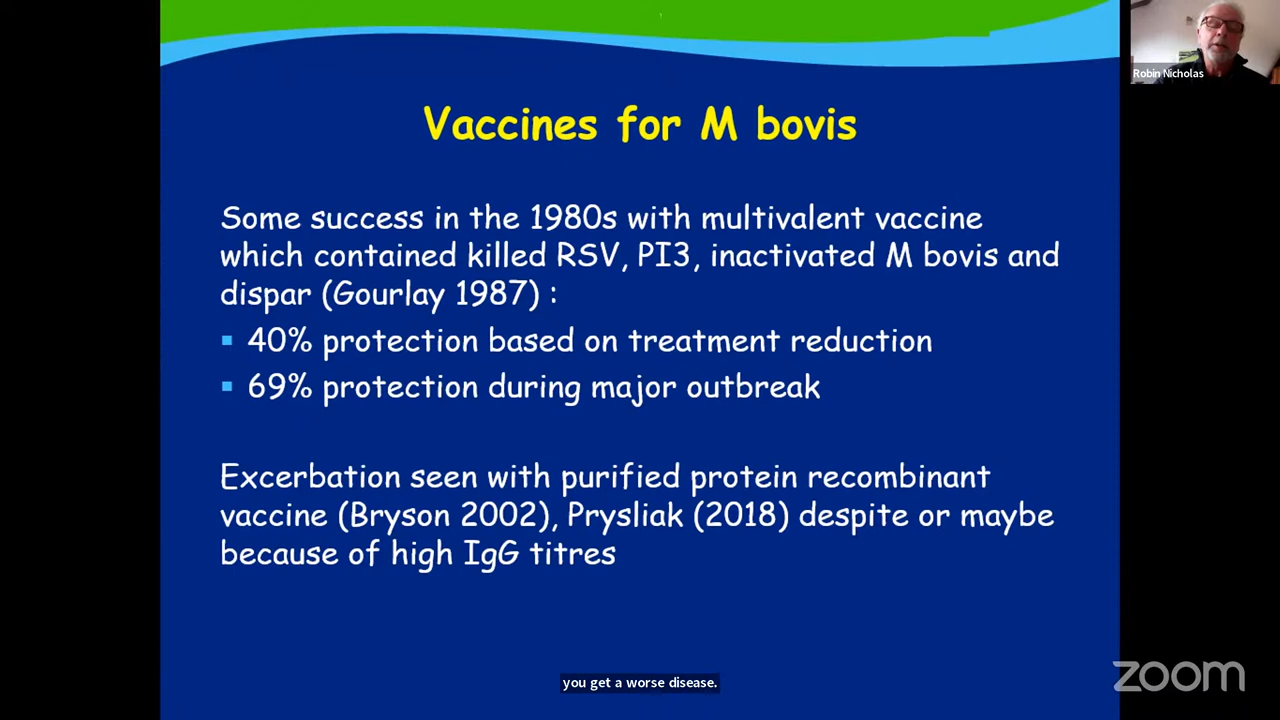 Robin Nicholas
Vaccines for M bovis
Some success in the 1980s with multivalent vaccine
which contained killed RSV, PI3, inactivated M bovis and
dispar (Gourlay 1987) :
▪ 40% protection based on treatment reduction
▪ 69% protection during major outbreak
Excerbation seen with purified protein recombinant
vaccine (Bryson 2002), Prysliak (2018) despite or maybe
because of high IgG titres
you get a worse disease.
zoom